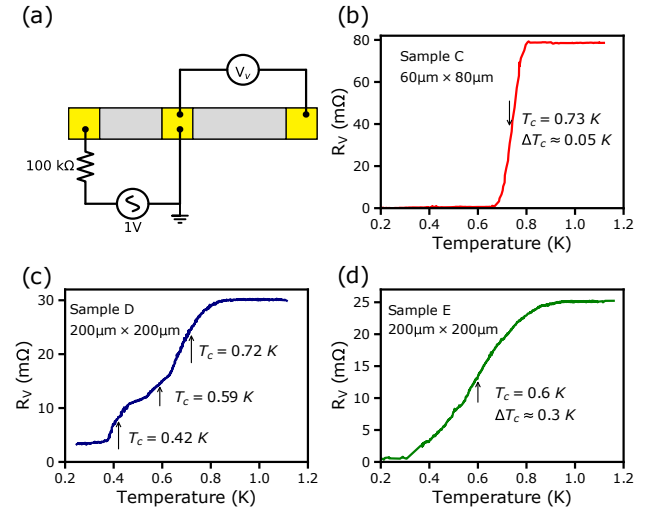 (a)
V_v
100 kΩ
1V
(b)
Sample C
60μm × 80μm
T_c = 0.73 K
ΔT_c ≈ 0.05 K
R_V (mΩ)
80
60
40
20
0
0.2 0.4 0.6 0.8 1.0 1.2
Temperature (K)
(c)
Sample D
200μm × 200μm
T_c = 0.72 K
T_c = 0.59 K
T_c = 0.42 K
R_V (mΩ)
30
20
10
0
0.2 0.4 0.6 0.8 1.0 1.2
Temperature (K)
(d)
Sample E
200μm × 200μm
T_c = 0.6 K
ΔT_c ≈ 0.3 K
R_V (mΩ)
25
20
15
10
5
0
0.2 0.4 0.6 0.8 1.0 1.2
Temperature (K)